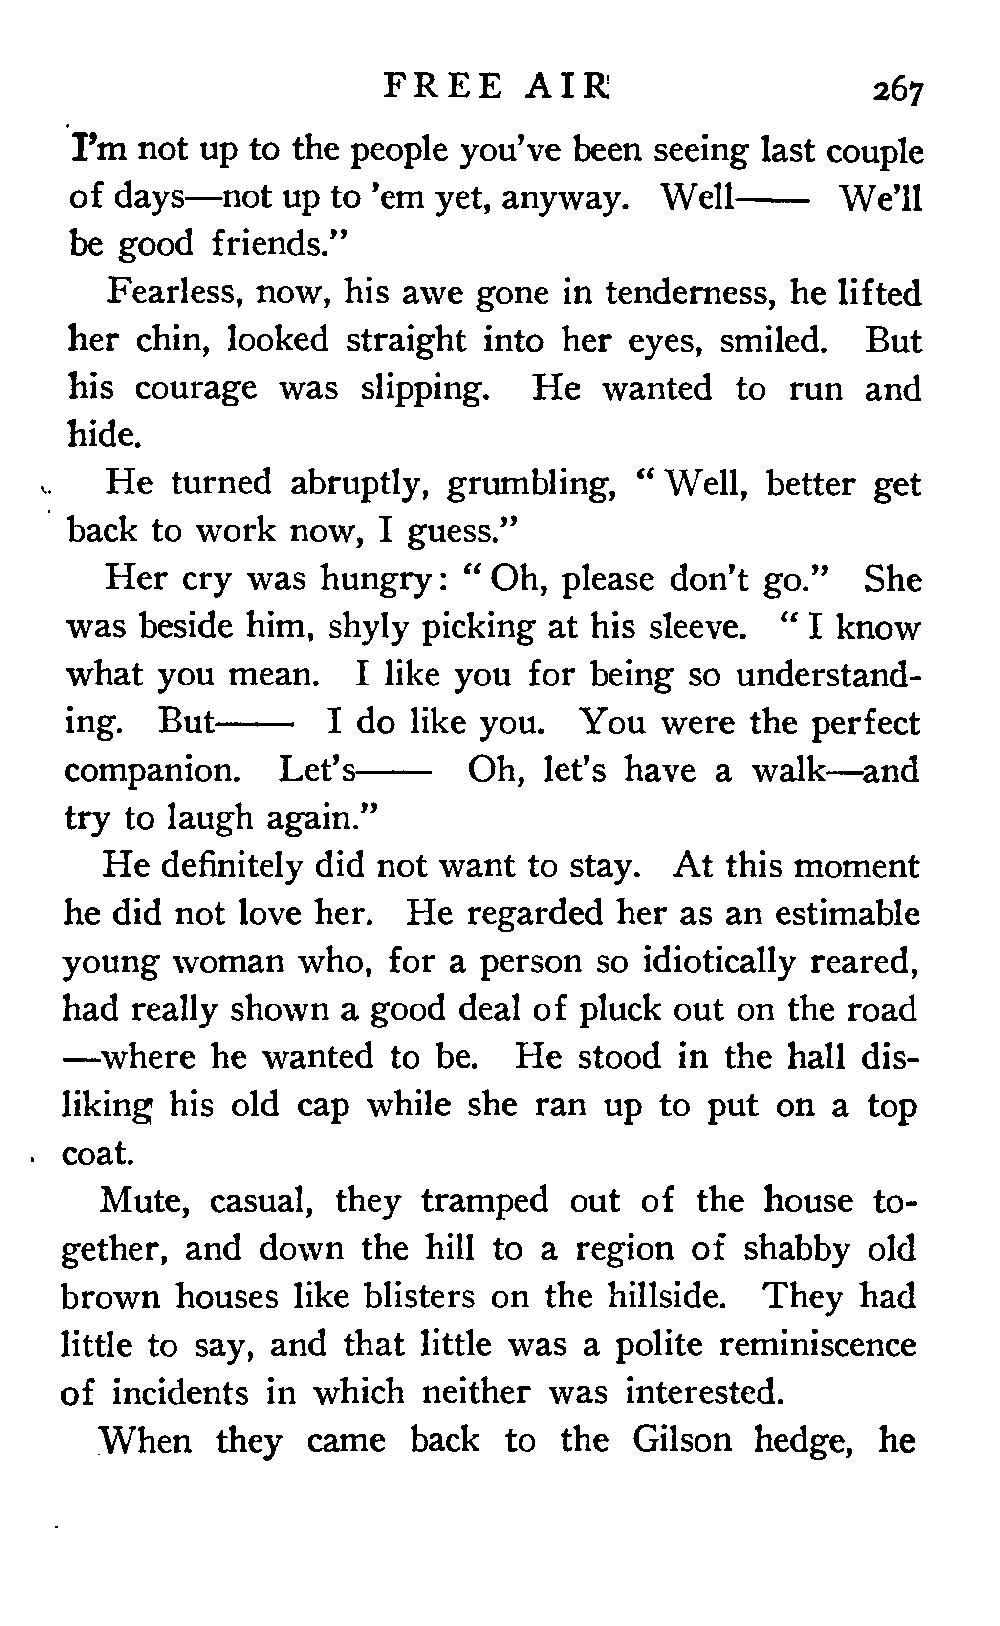 FREE AIR 267
I'm not up to the people you've been seeing last couple
of days—not up to 'em yet, anyway. Well—— We'll
be good friends."
Fearless, now, his awe gone in tenderness, he lifted
her chin, looked straight into her eyes, smiled. But
his courage was slipping. He wanted to run and
hide.
He turned abruptly, grumbling, "Well, better get
back to work now, I guess."
Her cry was hungry: "Oh, please don't go." She
was beside him, shyly picking at his sleeve. "I know
what you mean. I like you for being so understand-
ing. But—— I do like you. You were the perfect
companion. Let's—— Oh, let's have a walk—and
try to laugh again."
He definitely did not want to stay. At this moment
he did not love her. He regarded her as an estimable
young woman who, for a person so idiotically reared,
had really shown a good deal of pluck out on the road
—where he wanted to be. He stood in the hall dis-
liking his old cap while she ran up to put on a top
coat.
Mute, casual, they tramped out of the house to-
gether, and down the hill to a region of shabby old
brown houses like blisters on the hillside. They had
little to say, and that little was a polite reminiscence
of incidents in which neither was interested.
When they came back to the Gilson hedge, he